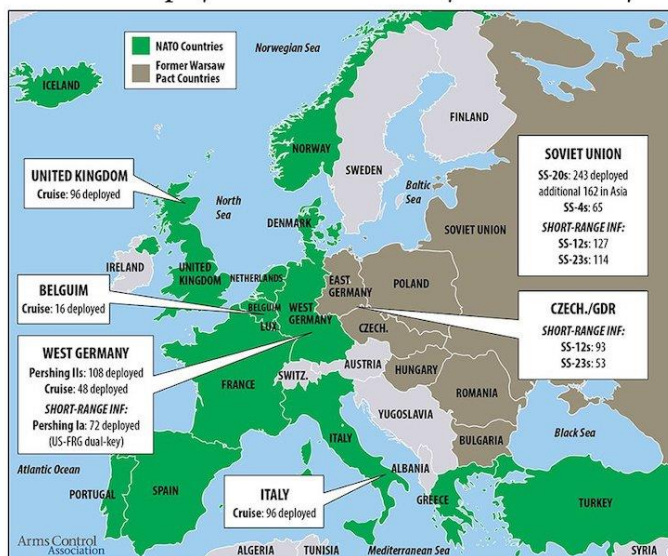 NATO Countries
Former Warsaw
Pact Countries
Norwegian Sea
ICELAND
FINLAND
NORWAY
SWEDEN
UNITED KINGDOM
Cruise: 96 deployed
North
Sea
Baltic
Sea
SOVIET UNION
SS-20s: 243 deployed
additional 162 in Asia
SS-4s: 65
SHORT-RANGE INF:
SS-12s: 127
SS-23s: 114
DENMARK
SOVIET UNION
IRELAND
UNITED
KINGDOM
NETHERLANDS
EAST
GERMANY
POLAND
BELGUIM
Cruise: 16 deployed
BELGUIM
WEST
GERMANY
LUX.
CZECH.
CZECH./GDR
SHORT-RANGE INF:
SS-12s: 93
SS-23s: 53
WEST GERMANY
Pershing IIs: 108 deployed
Cruise: 48 deployed
SHORT-RANGE INF:
Pershing Ia: 72 deployed
(US-FRG dual-key)
FRANCE
SWITZ.
AUSTRIA
HUNGARY
ROMANIA
YUGOSLAVIA
BULGARIA
Black Sea
Atlantic Ocean
ITALY
ALBANIA
PORTUGAL
SPAIN
ITALY
Cruise: 96 deployed
GREECE
TURKEY
Arms Control
Association
ALGERIA
TUNISIA
Mediterranean Sea
SYRIA